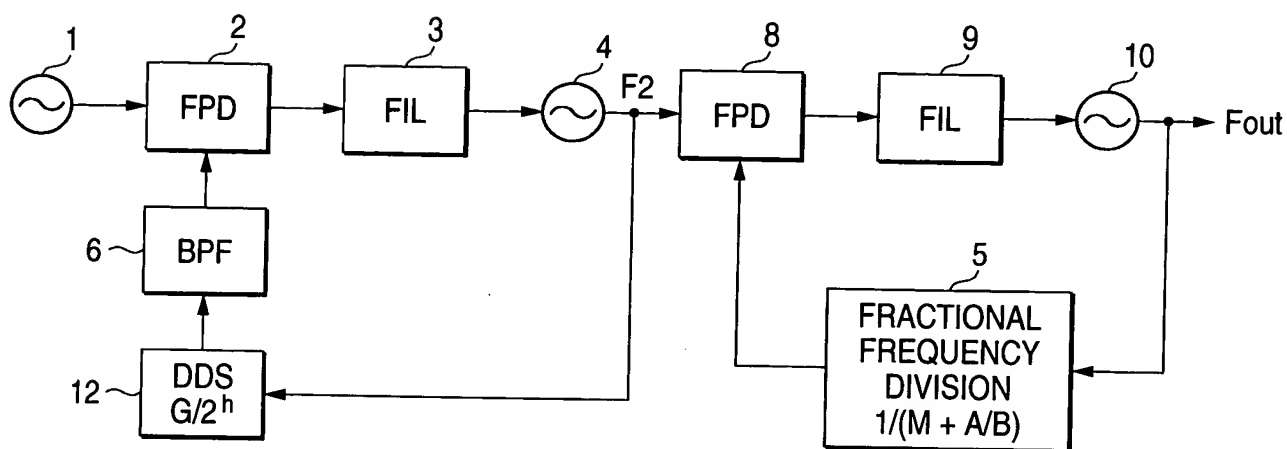 1
2
3
4
8
9
10
FPD
FIL
F2
FPD
FIL
Fout
6
BPF
5
FRACTIONAL
FREQUENCY
DIVISION
1/(M + A/B)
12
DDS
G/2^h